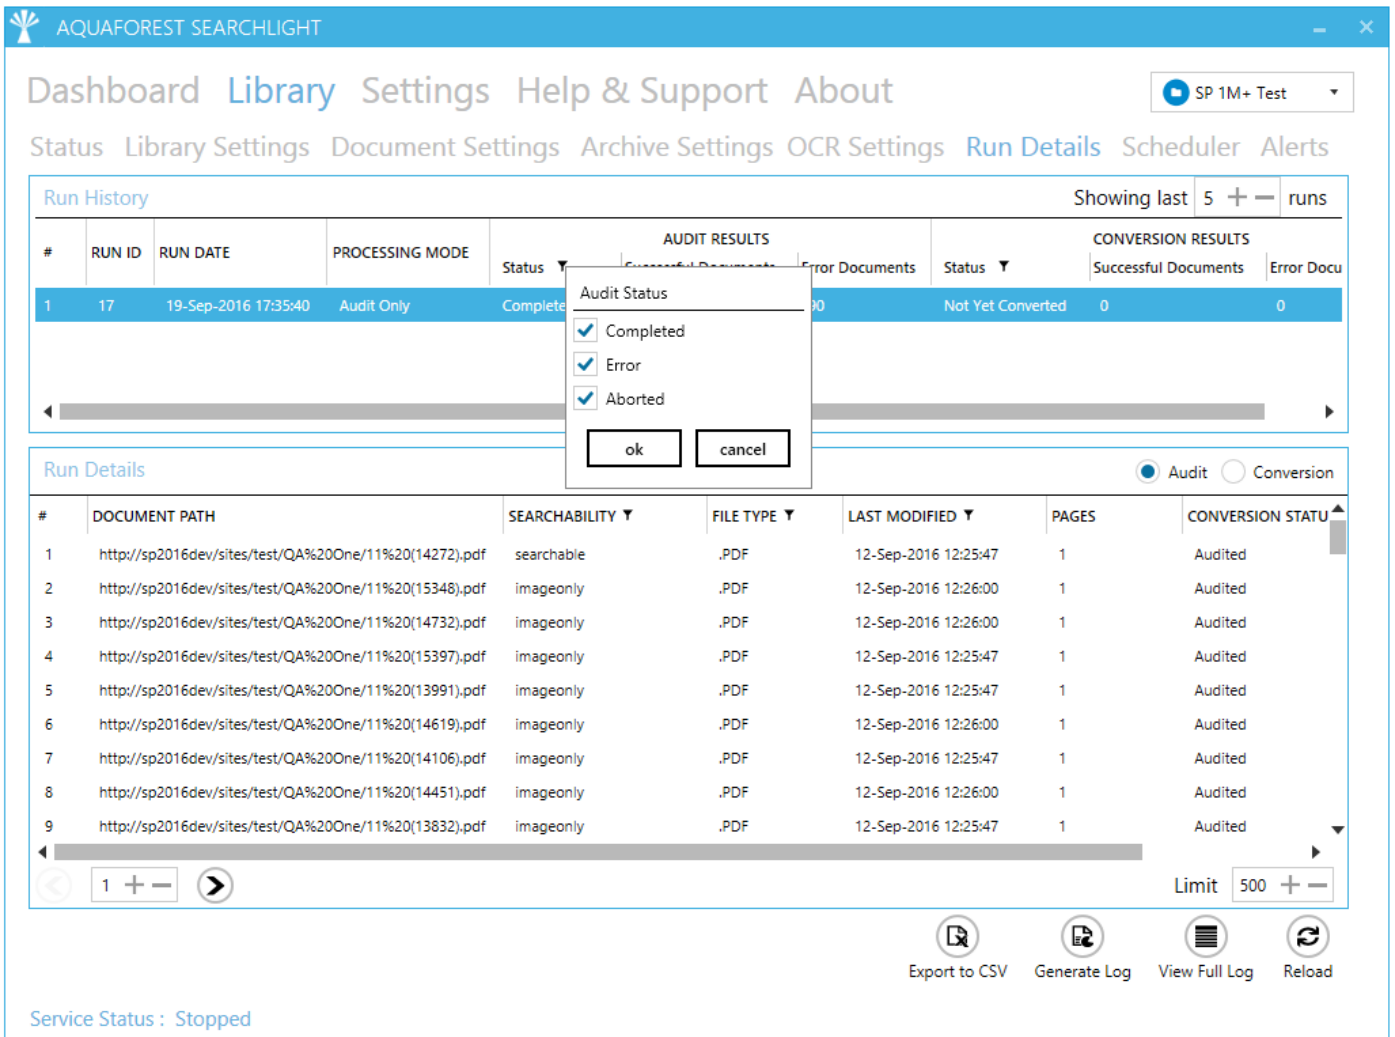 AQUAFOREST SEARCHLIGHT
Dashboard Library Settings Help & Support About
SP 1M+ Test
Status Library Settings Document Settings Archive Settings OCR Settings Run Details Scheduler Alerts
Run History
Showing last 5 runs
AUDIT RESULTS CONVERSION RESULTS
# RUN ID RUN DATE PROCESSING MODE
Status Successful Documents Error Documents Status Successful Documents Error Docu
1 17 19-Sep-2016 17:35:40 Audit Only Complete 90 Not Yet Converted 0 0
Audit Status
Completed
Error
Aborted
ok cancel
Run Details
Audit Conversion
# DOCUMENT PATH SEARCHABILITY FILE TYPE LAST MODIFIED PAGES CONVERSION STATU
1 http://sp2016dev/sites/test/QA%20One/11%20(14272).pdf searchable .PDF 12-Sep-2016 12:25:47 1 Audited
2 http://sp2016dev/sites/test/QA%20One/11%20(15348).pdf imageonly .PDF 12-Sep-2016 12:26:00 1 Audited
3 http://sp2016dev/sites/test/QA%20One/11%20(14732).pdf imageonly .PDF 12-Sep-2016 12:26:00 1 Audited
4 http://sp2016dev/sites/test/QA%20One/11%20(15397).pdf imageonly .PDF 12-Sep-2016 12:25:47 1 Audited
5 http://sp2016dev/sites/test/QA%20One/11%20(13991).pdf imageonly .PDF 12-Sep-2016 12:25:47 1 Audited
6 http://sp2016dev/sites/test/QA%20One/11%20(14619).pdf imageonly .PDF 12-Sep-2016 12:26:00 1 Audited
7 http://sp2016dev/sites/test/QA%20One/11%20(14106).pdf imageonly .PDF 12-Sep-2016 12:25:47 1 Audited
8 http://sp2016dev/sites/test/QA%20One/11%20(14451).pdf imageonly .PDF 12-Sep-2016 12:26:00 1 Audited
9 http://sp2016dev/sites/test/QA%20One/11%20(13832).pdf imageonly .PDF 12-Sep-2016 12:25:47 1 Audited
1
Limit 500
Export to CSV Generate Log View Full Log Reload
Service Status : Stopped